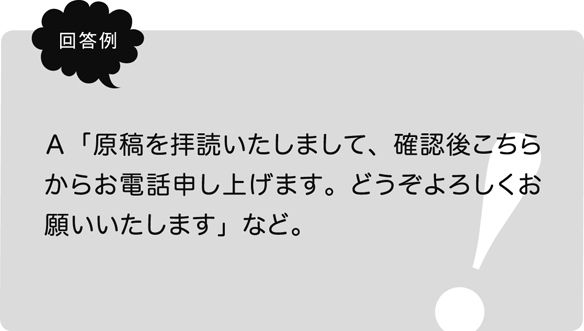 回答例
A「原稿を拝読いたしまして、確認後こちら
からお電話申し上げます。どうぞよろしくお
願いいたします」など。